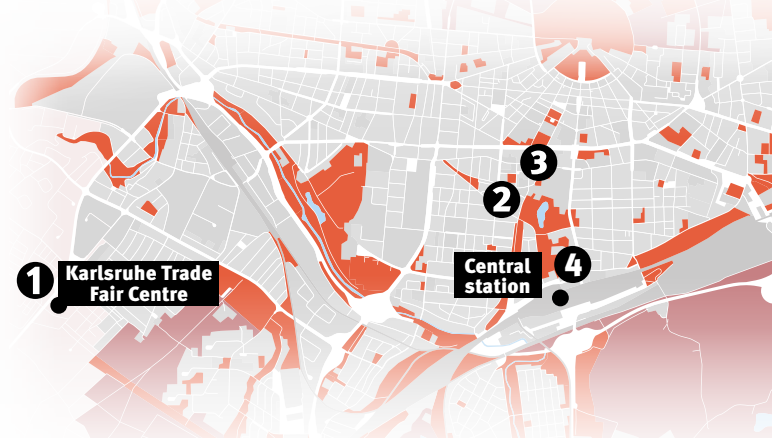 3
2
1
Karlsruhe Trade
Fair Centre
Central
station
4